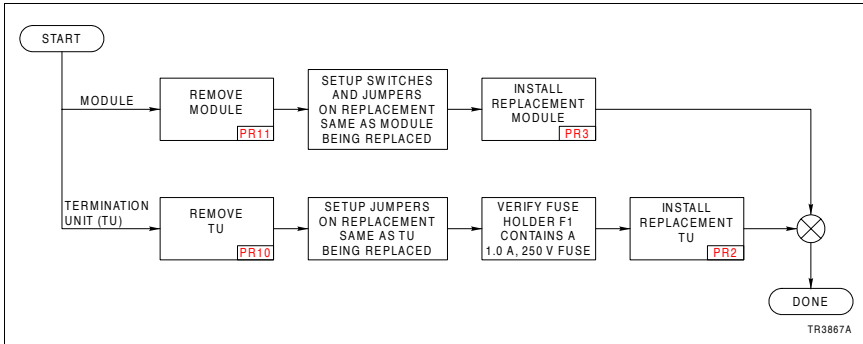 START
MODULE
REMOVE
MODULE
PR11
SETUP SWITCHES
AND JUMPERS
ON REPLACEMENT
SAME AS MODULE
BEING REPLACED
INSTALL
REPLACEMENT
MODULE
PR3
TERMINATION
UNIT (TU)
REMOVE
TU
PR10
SETUP JUMPERS
ON REPLACEMENT
SAME AS TU
BEING REPLACED
VERIFY FUSE
HOLDER F1
CONTAINS A
1.0 A, 250 V FUSE
INSTALL
REPLACEMENT
TU
PR2
DONE
TR3867A